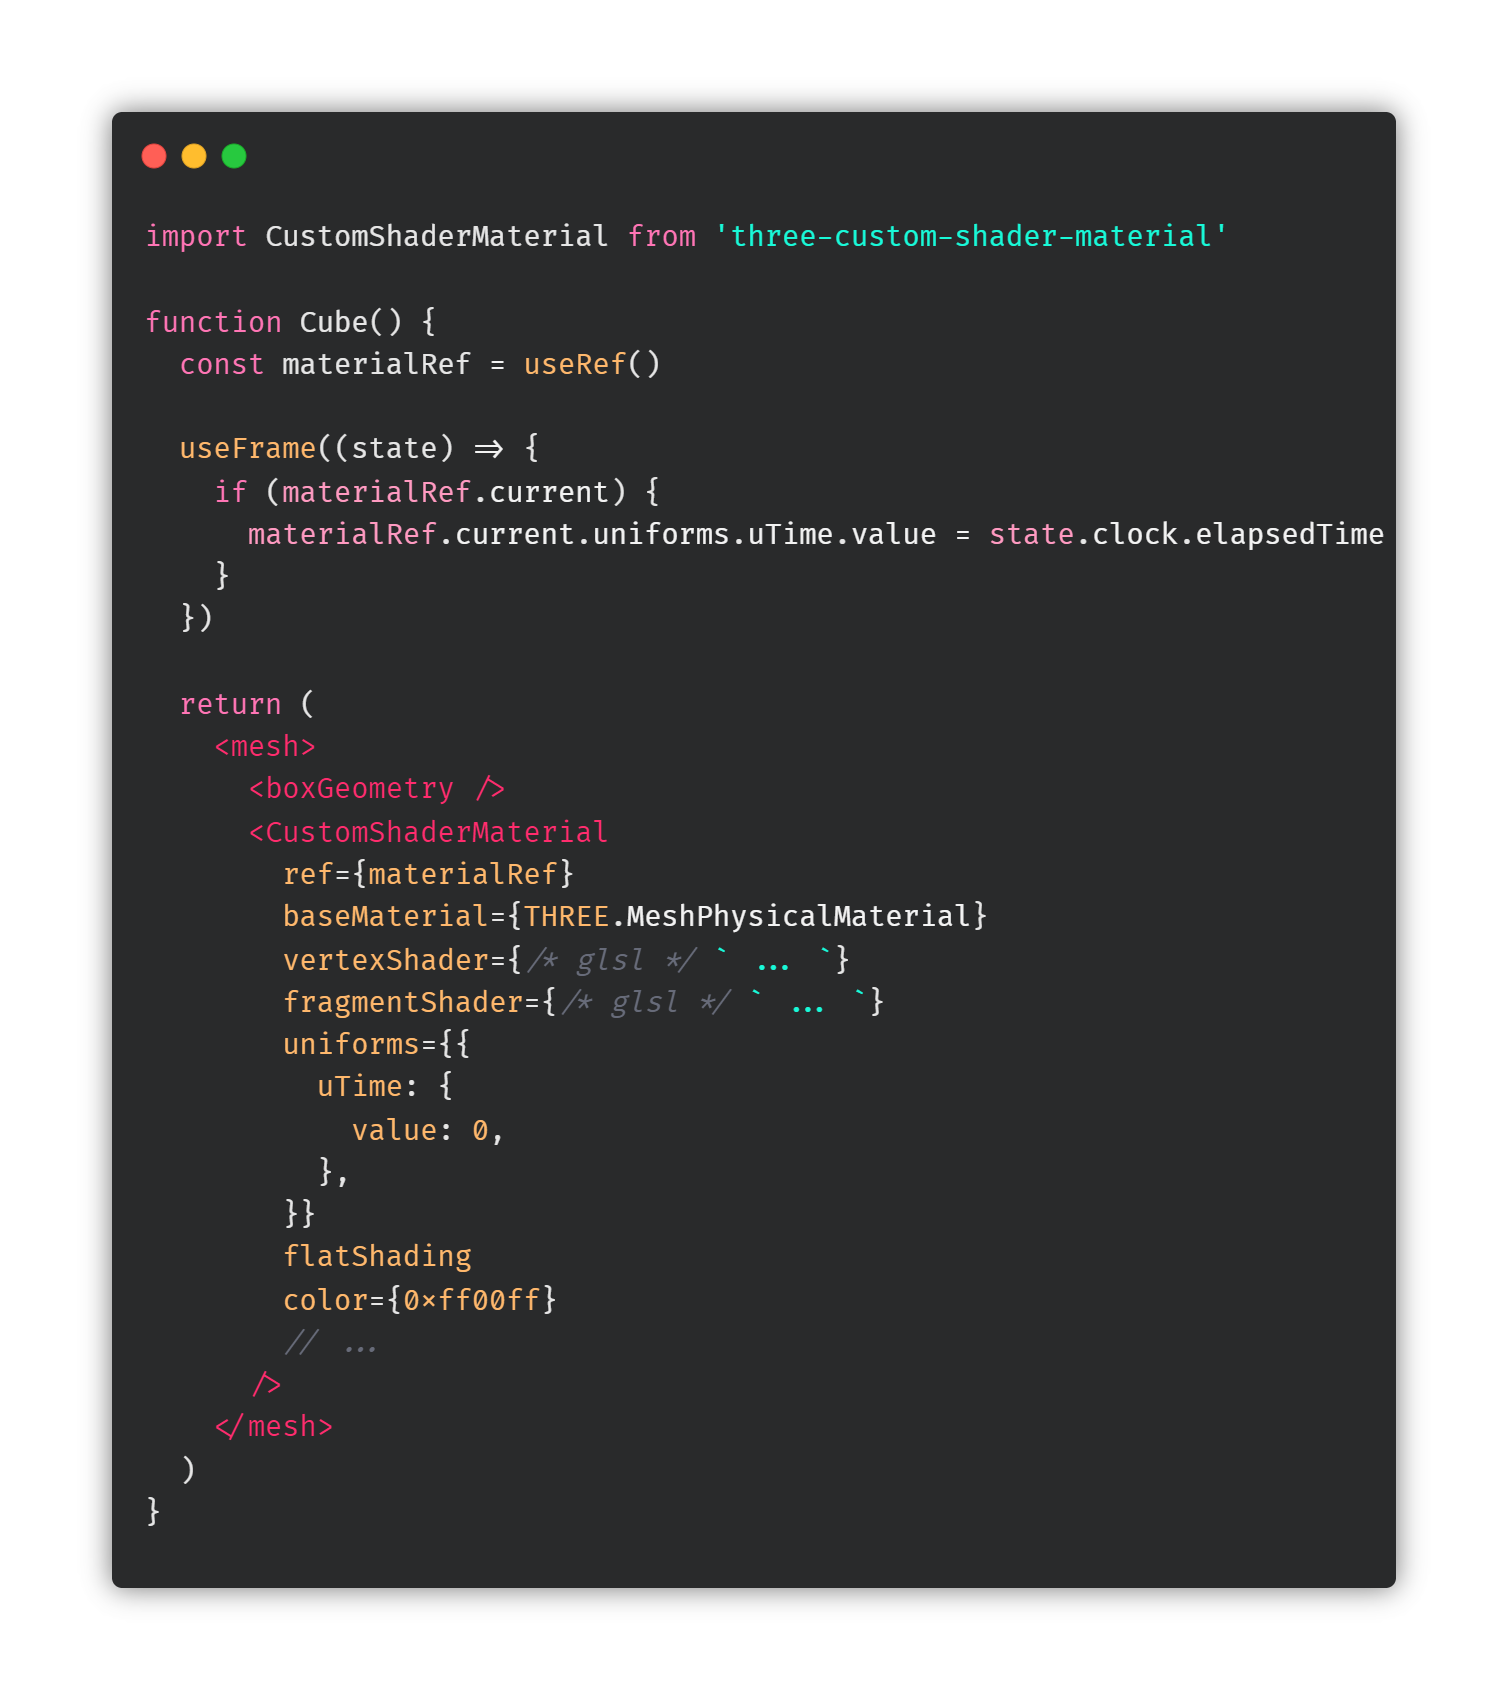 import CustomShaderMaterial from 'three-custom-shader-material'

function Cube() {
  const materialRef = useRef()

  useFrame((state) => {
    if (materialRef.current) {
      materialRef.current.uniforms.uTime.value = state.clock.elapsedTime
    }
  })

  return (
    <mesh>
      <boxGeometry />
      <CustomShaderMaterial
        ref={materialRef}
        baseMaterial={THREE.MeshPhysicalMaterial}
        vertexShader={/* glsl */ ` ... `}
        fragmentShader={/* glsl */ ` ... `}
        uniforms={{
          uTime: {
            value: 0,
          },
        }}
        flatShading
        color={0xff00ff}
        // ...
      />
    </mesh>
  )
}